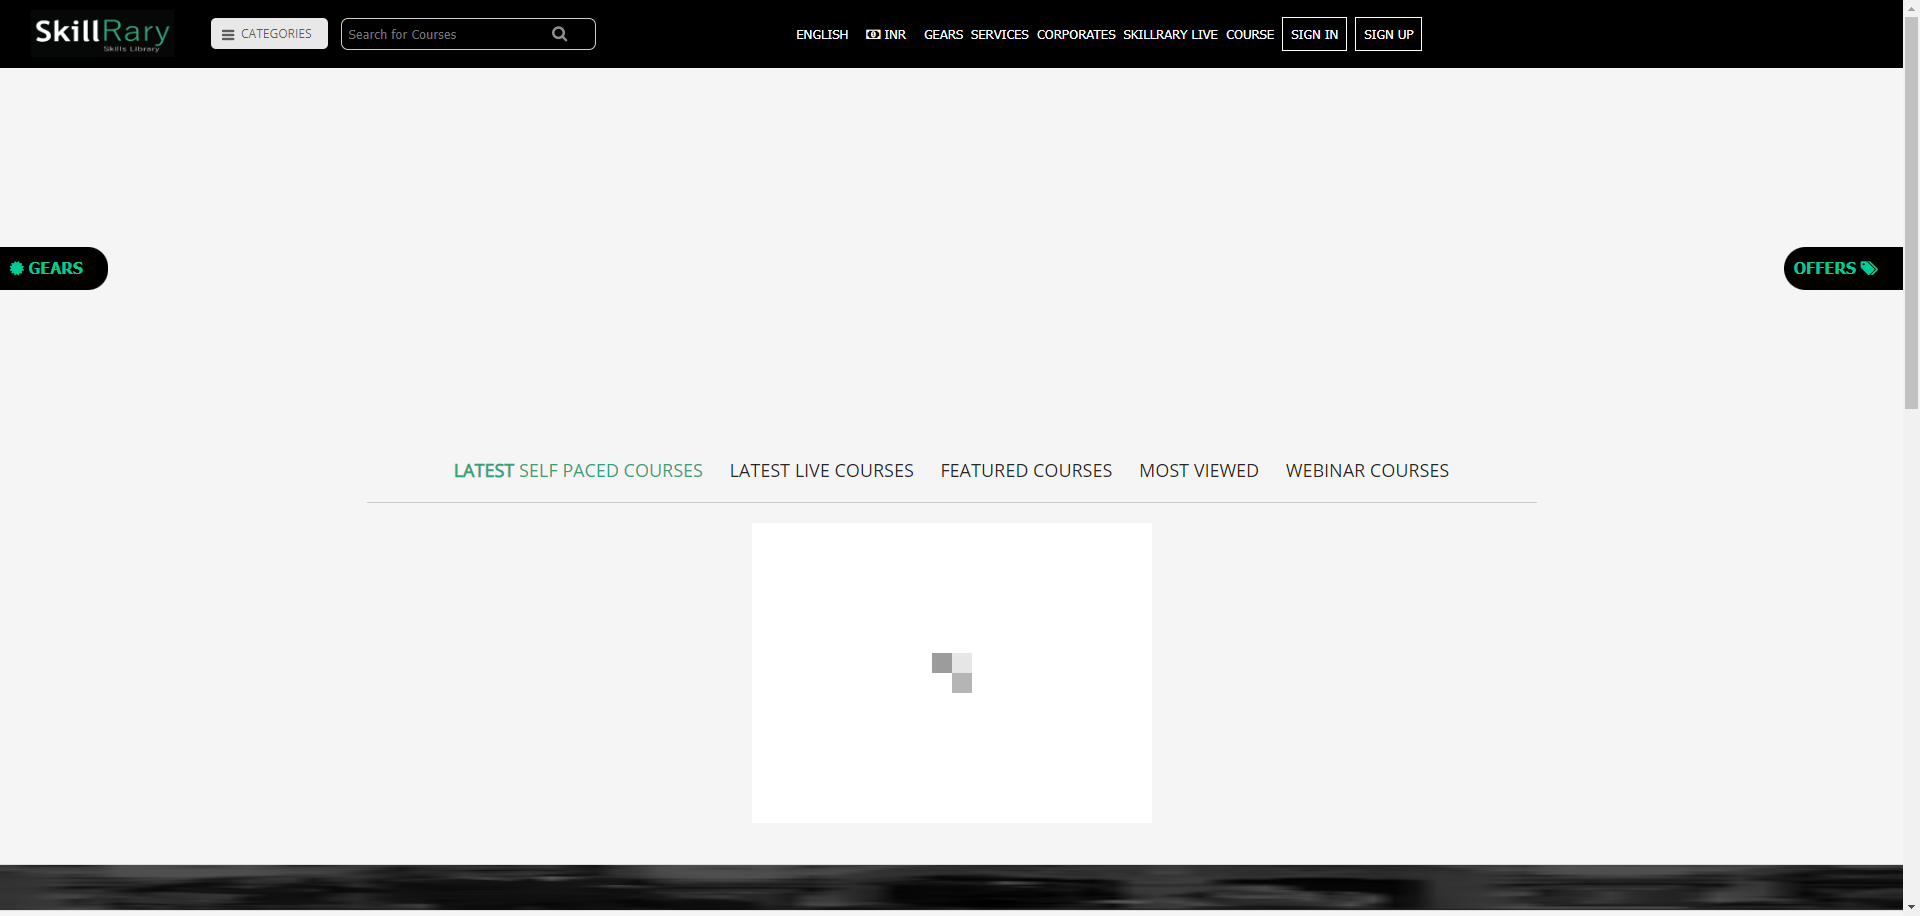 SkillRary
Skills Library
CATEGORIES
Search for Courses
ENGLISH
INR
GEARS
SERVICES
CORPORATES
SKILLRARY LIVE
COURSE
SIGN IN
SIGN UP
GEARS
OFFERS
LATEST SELF PACED COURSES
LATEST LIVE COURSES
FEATURED COURSES
MOST VIEWED
WEBINAR COURSES